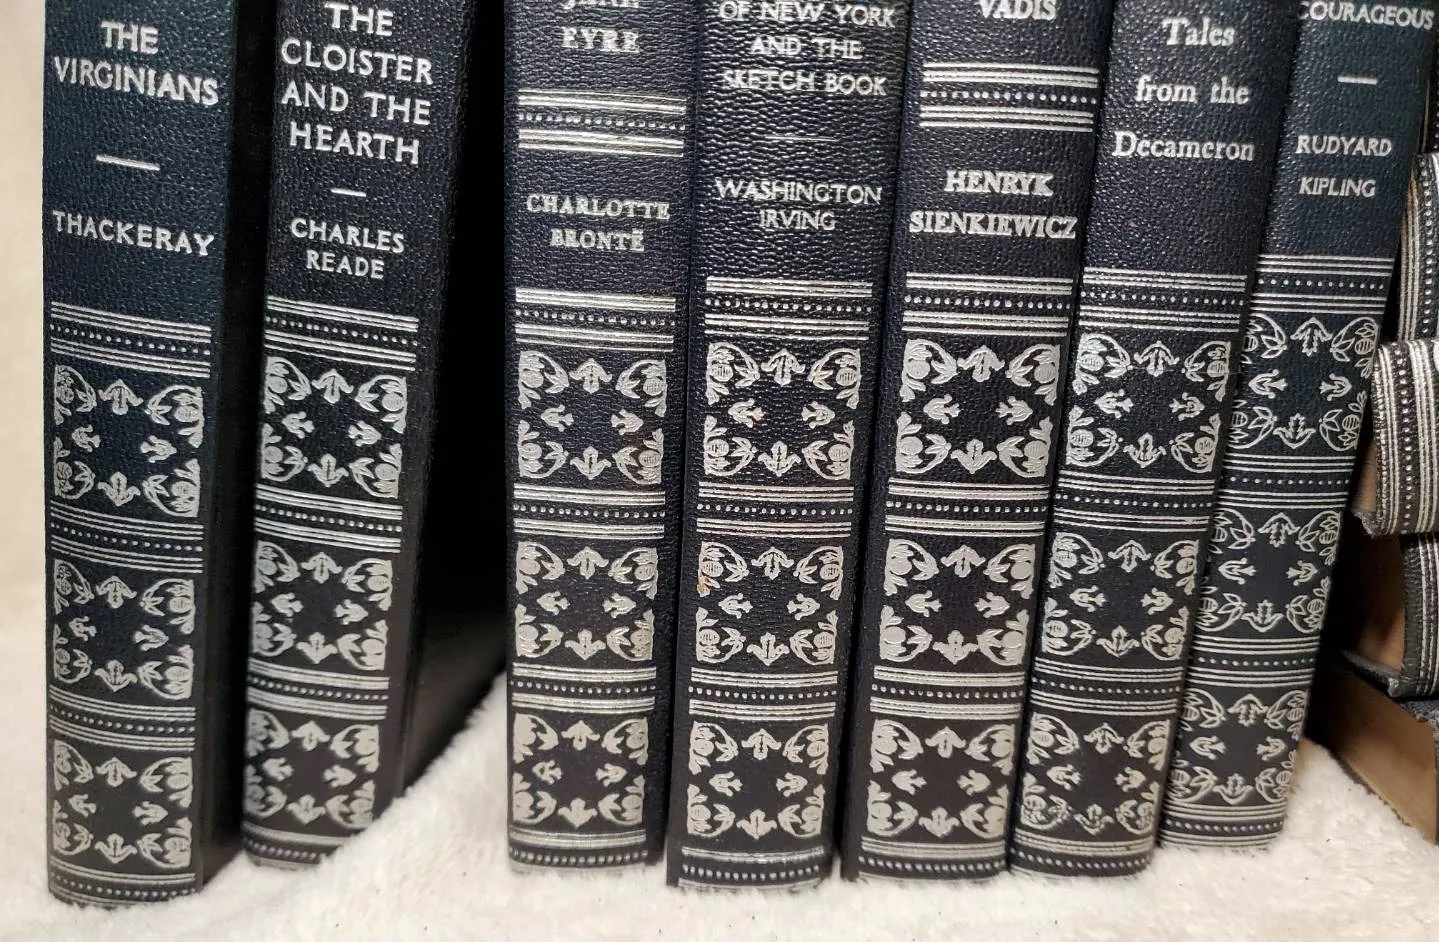 THE
VIRGINIANS
THACKERAY
THE
CLOISTER
AND THE
HEARTH
CHARLES
READE
JANE
EYRE
CHARLOTTE
BRONTË
OF NEW YORK
AND THE
SKETCH BOOK
WASHINGTON
IRVING
VADIS
HENRYK
SIENKIEWICZ
Tales
from the
Decameron
COURAGEOUS
RUDYARD
KIPLING